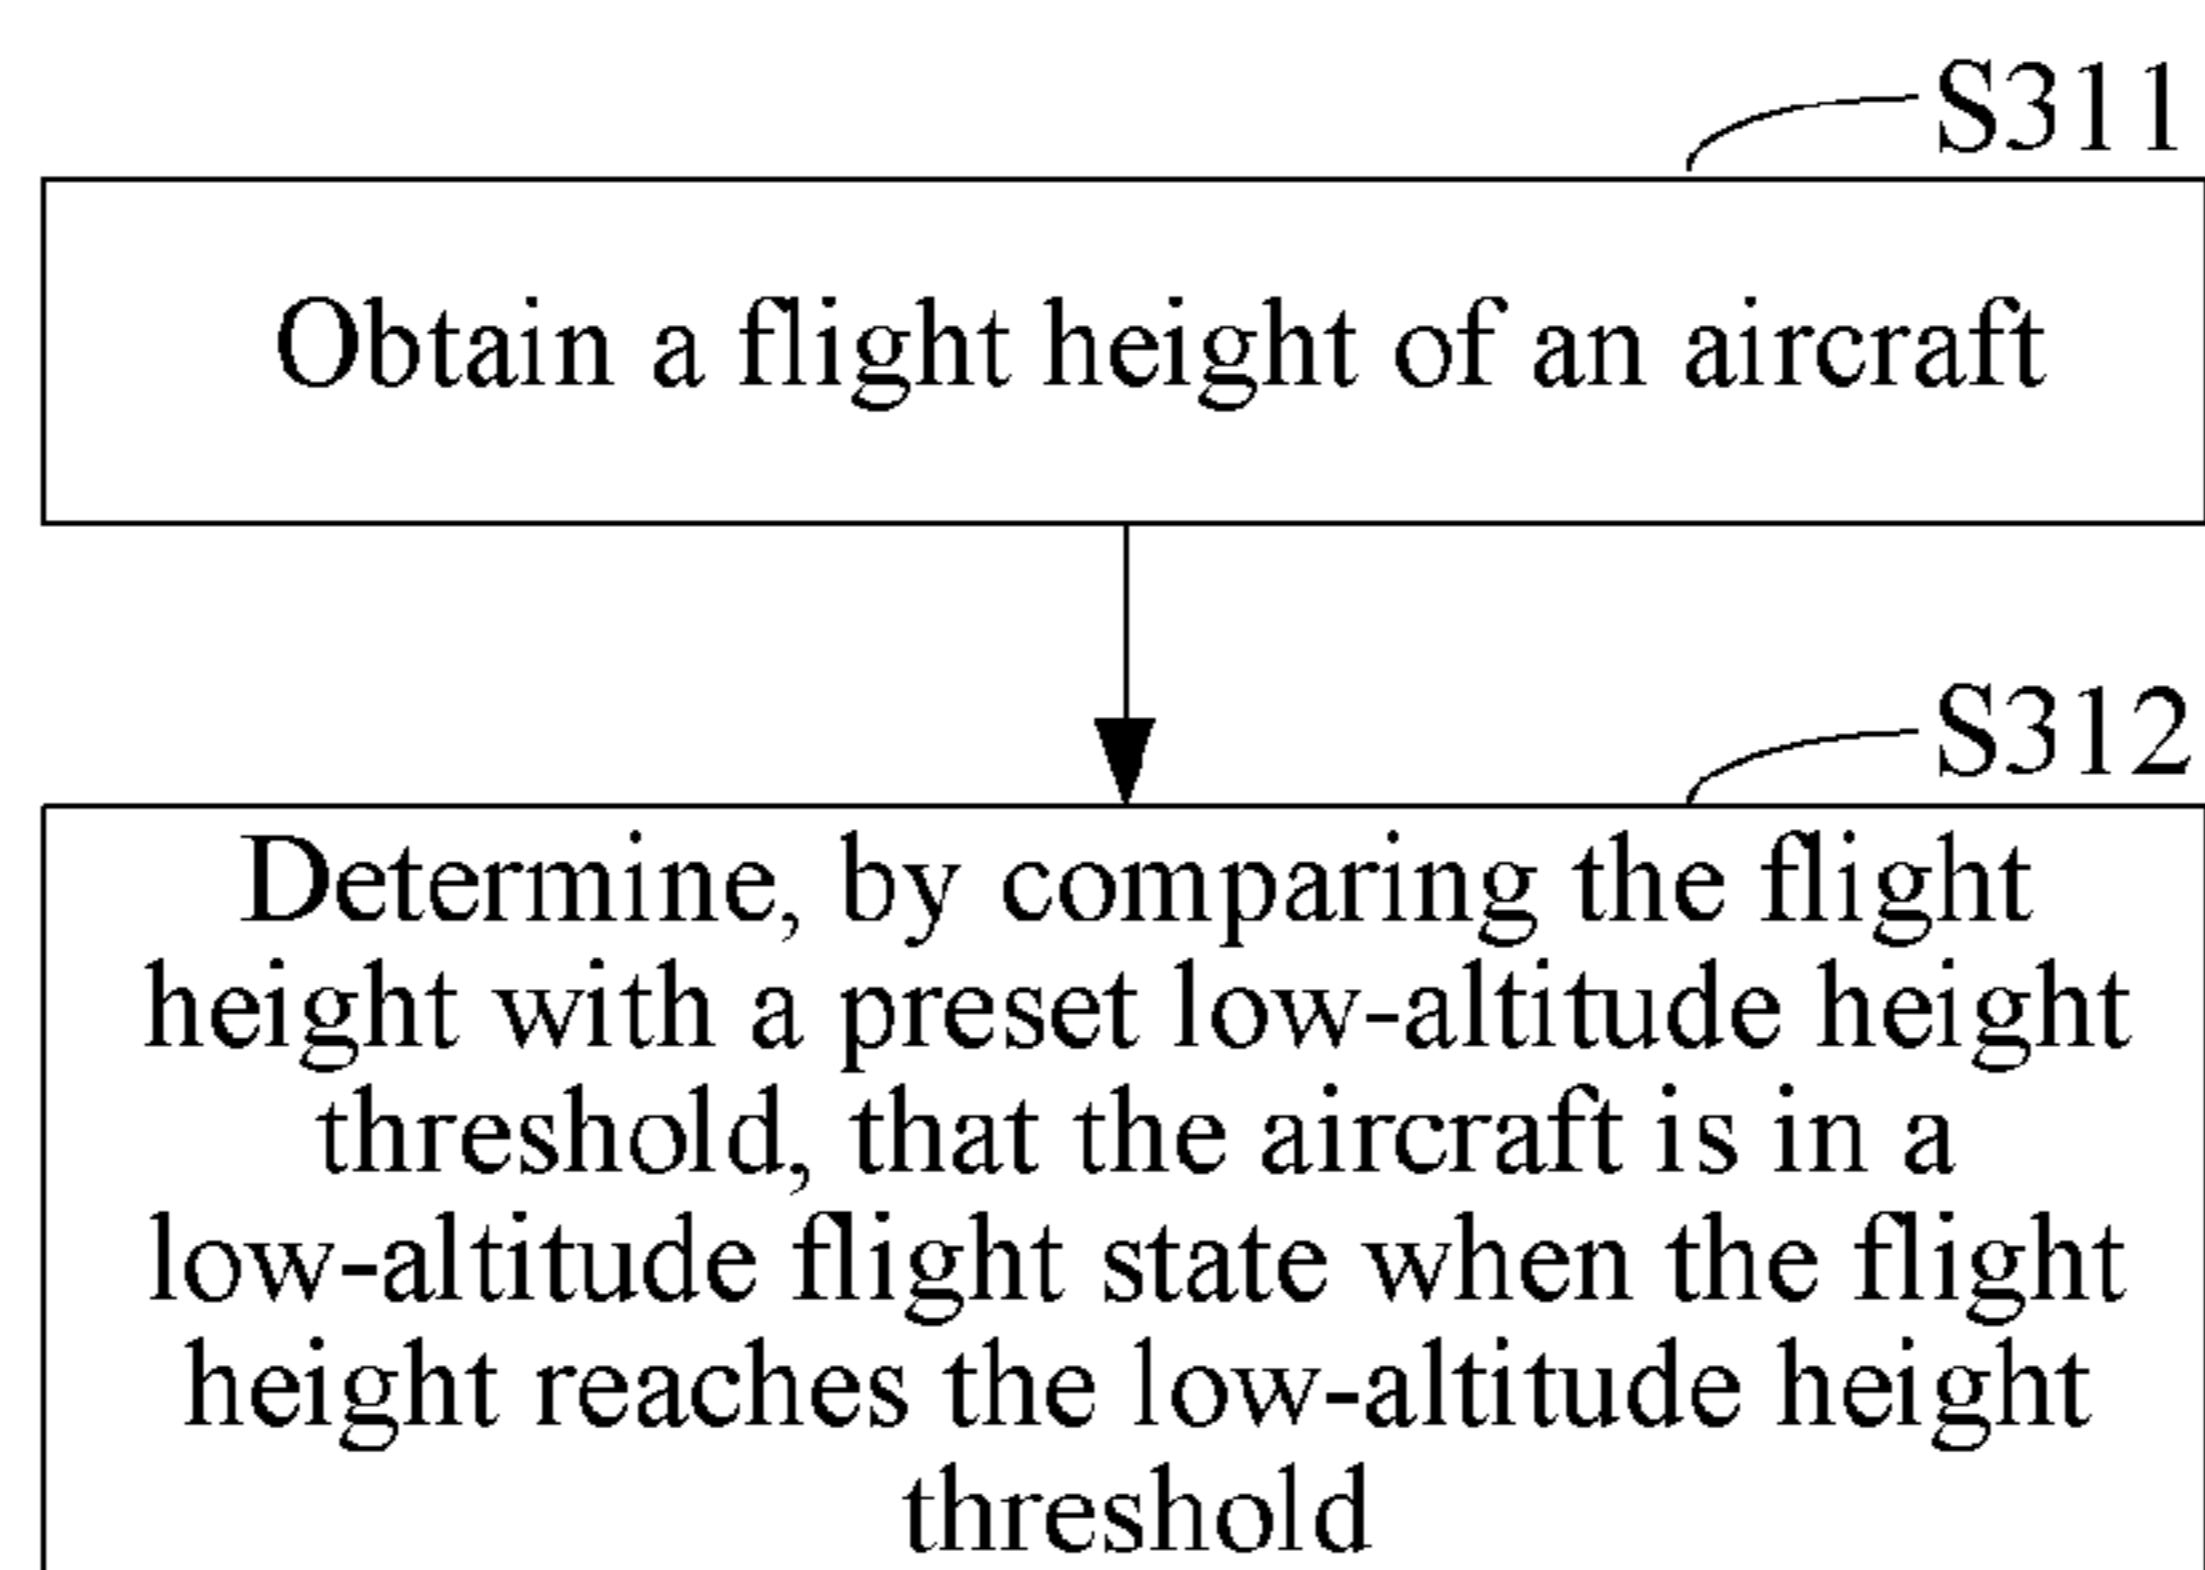 S311
Obtain a flight height of an aircraft
S312
Determine, by comparing the flight
height with a preset low-altitude height
threshold, that the aircraft is in a
low-altitude flight state when the flight
height reaches the low-altitude height
threshold